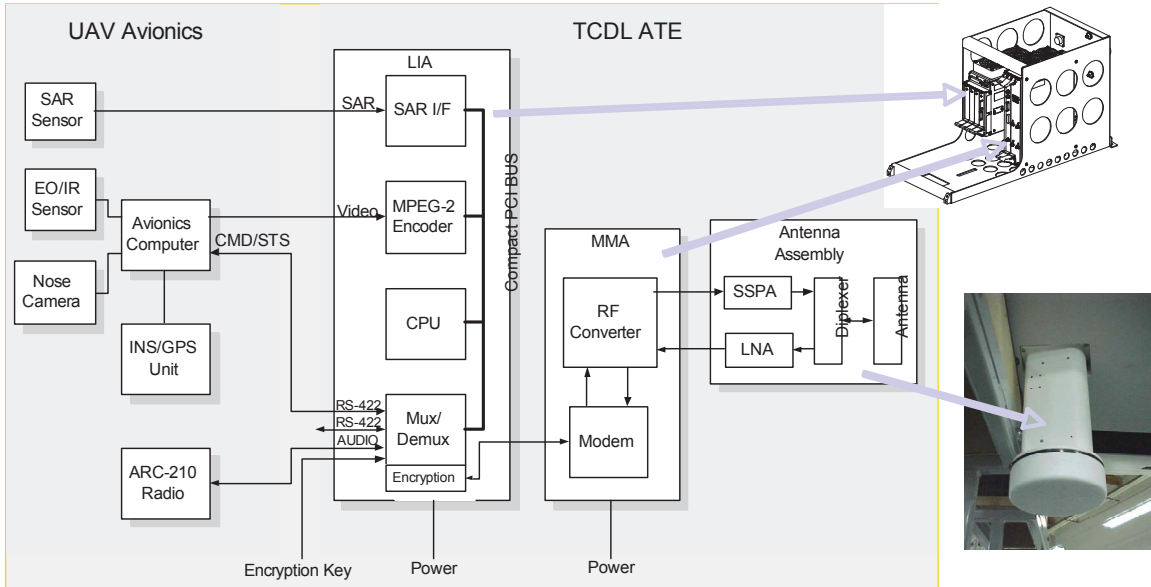 UAV Avionics
TCDL ATE
SAR
Sensor
EO/IR
Sensor
Nose
Camera
Avionics
Computer
INS/GPS
Unit
ARC-210
Radio
SAR
Video
CMD/STS
RS-422
RS-422
AUDIO
Encryption Key
LIA
SAR I/F
MPEG-2
Encoder
CPU
Mux/
Demux
Encryption
Compact PCI BUS
Power
MMA
RF
Converter
Modem
Power
Antenna
Assembly
SSPA
LNA
Diplexer
Antenna